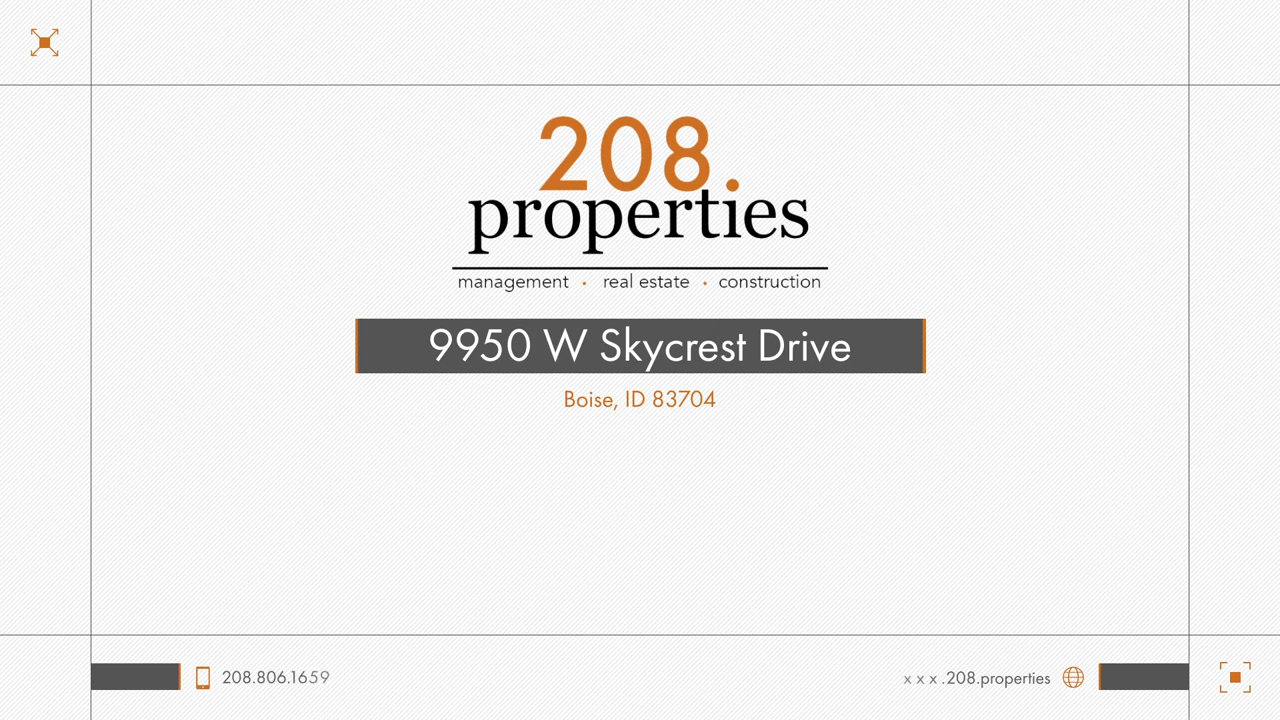 208.
properties
management • real estate • construction
9950 W Skycrest Drive
Boise, ID 83704
208.806.1659
x x x .208.properties